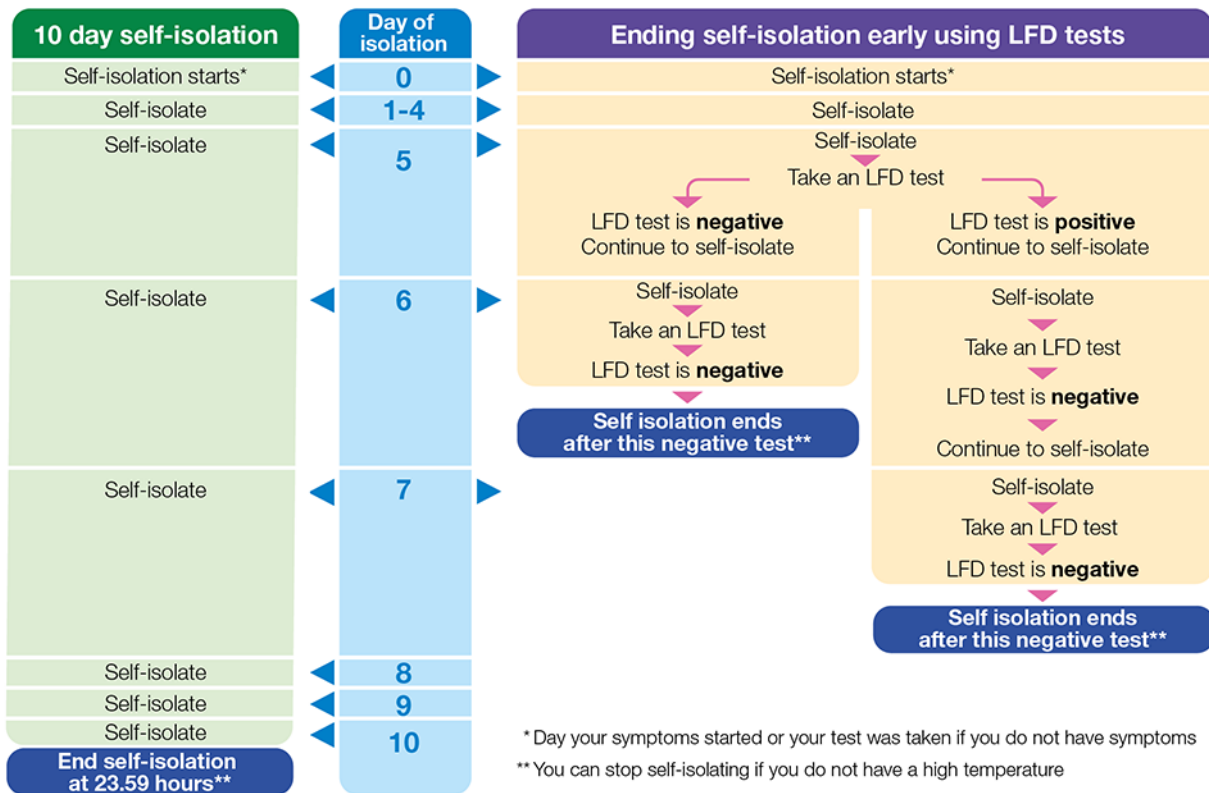 10 day self-isolation
Day of
isolation
Ending self-isolation early using LFD tests
Self-isolation starts*
0
Self-isolation starts*
Self-isolate
1-4
Self-isolate
Self-isolate
5
Self-isolate
Take an LFD test
LFD test is negative
Continue to self-isolate
LFD test is positive
Continue to self-isolate
Self-isolate
6
Self-isolate
Take an LFD test
LFD test is negative
Self isolation ends
after this negative test**
Self-isolate
Take an LFD test
LFD test is negative
Continue to self-isolate
Self-isolate
7
Self-isolate
Take an LFD test
LFD test is negative
Self isolation ends
after this negative test**
Self-isolate
8
Self-isolate
9
Self-isolate
10
End self-isolation
at 23.59 hours**
* Day your symptoms started or your test was taken if you do not have symptoms
** You can stop self-isolating if you do not have a high temperature